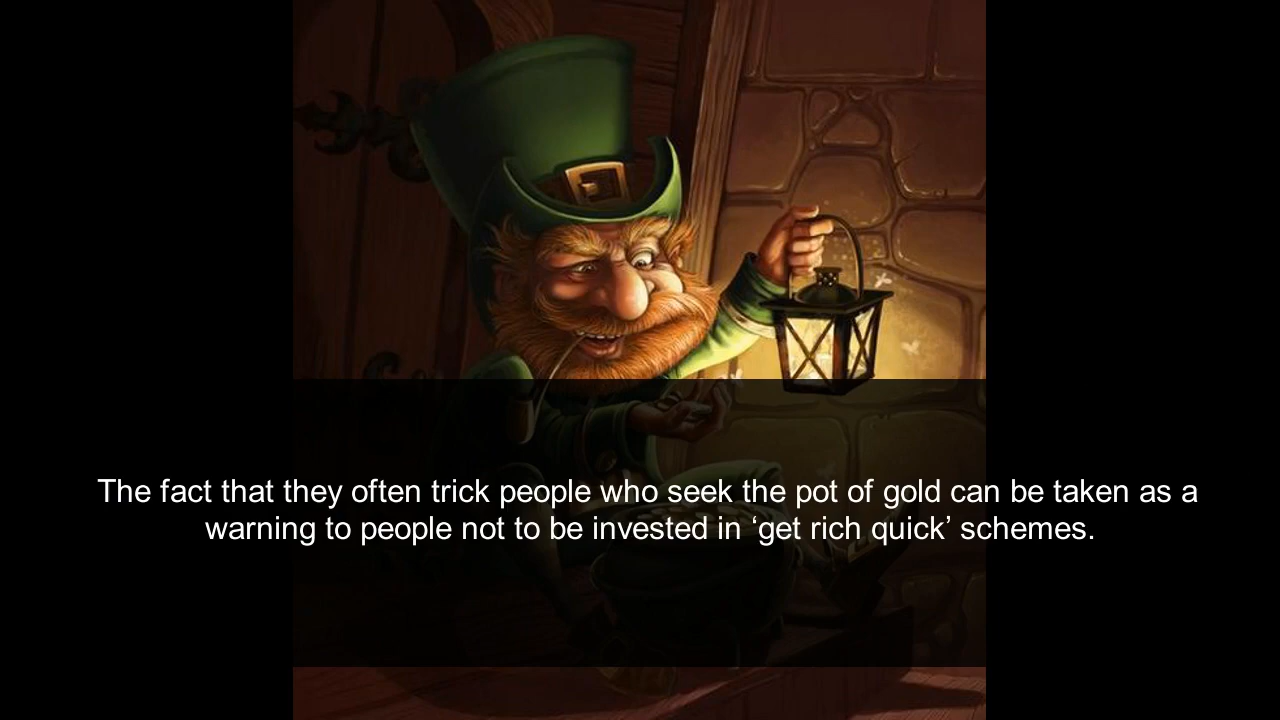 The fact that they often trick people who seek the pot of gold can be taken as a
warning to people not to be invested in ‘get rich quick’ schemes.